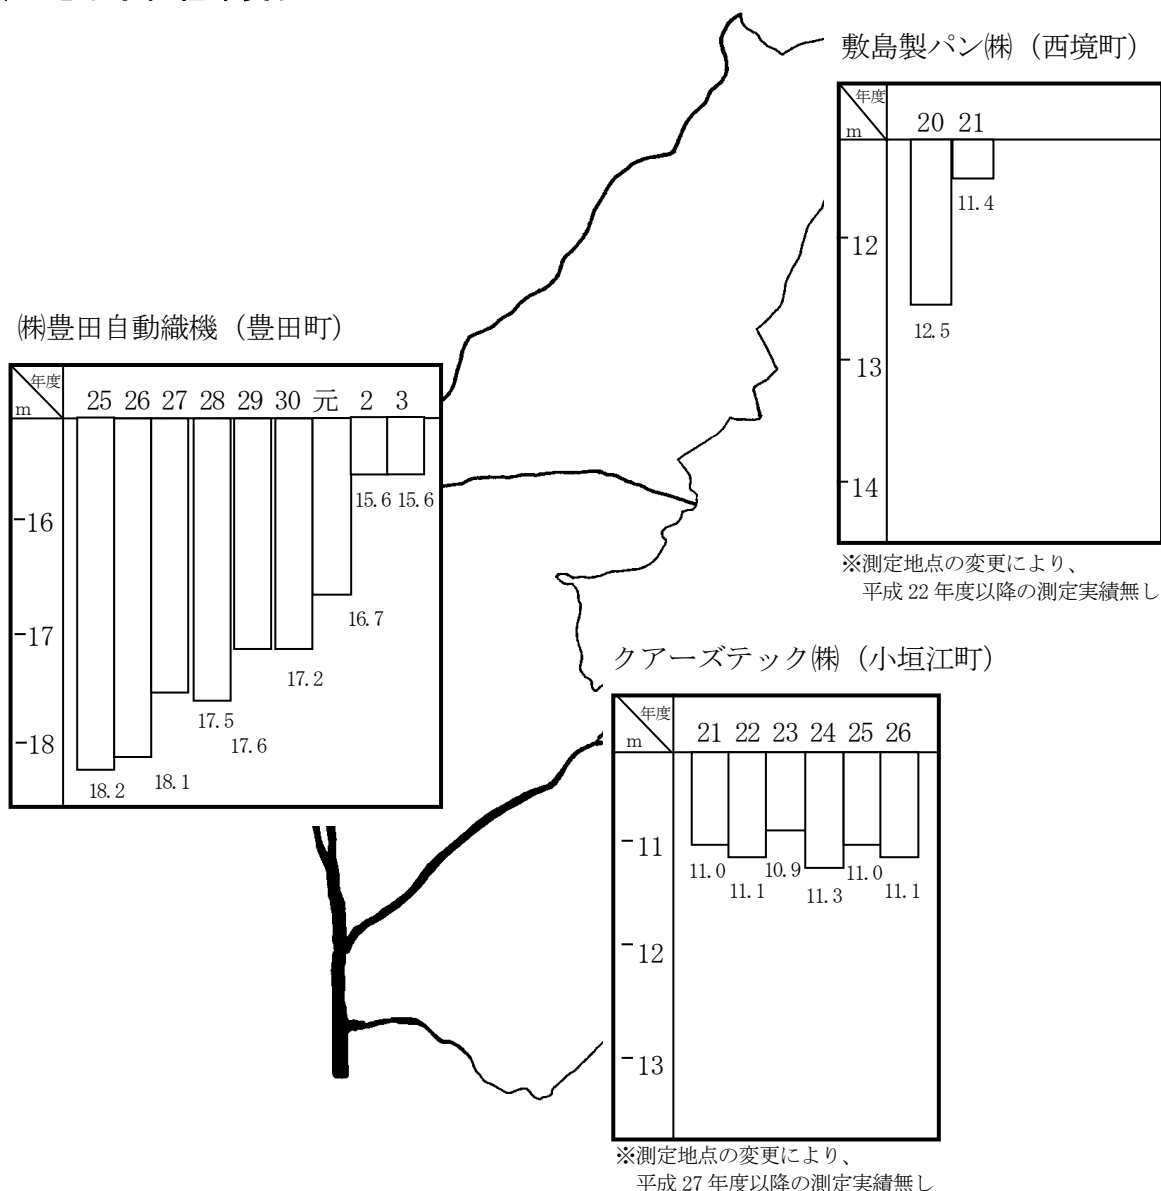 敷島製パン㈱（西境町）
年度
m
20 21
11.4
12
12.5
13
14
※測定地点の変更により、
平成 22 年度以降の測定実績無し
㈱豊田自動織機（豊田町）
年度
m
25 26 27 28 29 30 元 2 3
15.6 15.6
16
16.7
17
17.2
17.5
17.6
18
18.1
18.2
クアーズテック㈱（小垣江町）
年度
m
21 22 23 24 25 26
11
11.0 11.1 10.9 11.3 11.0 11.1
12
13
※測定地点の変更により、
平成 27 年度以降の測定実績無し